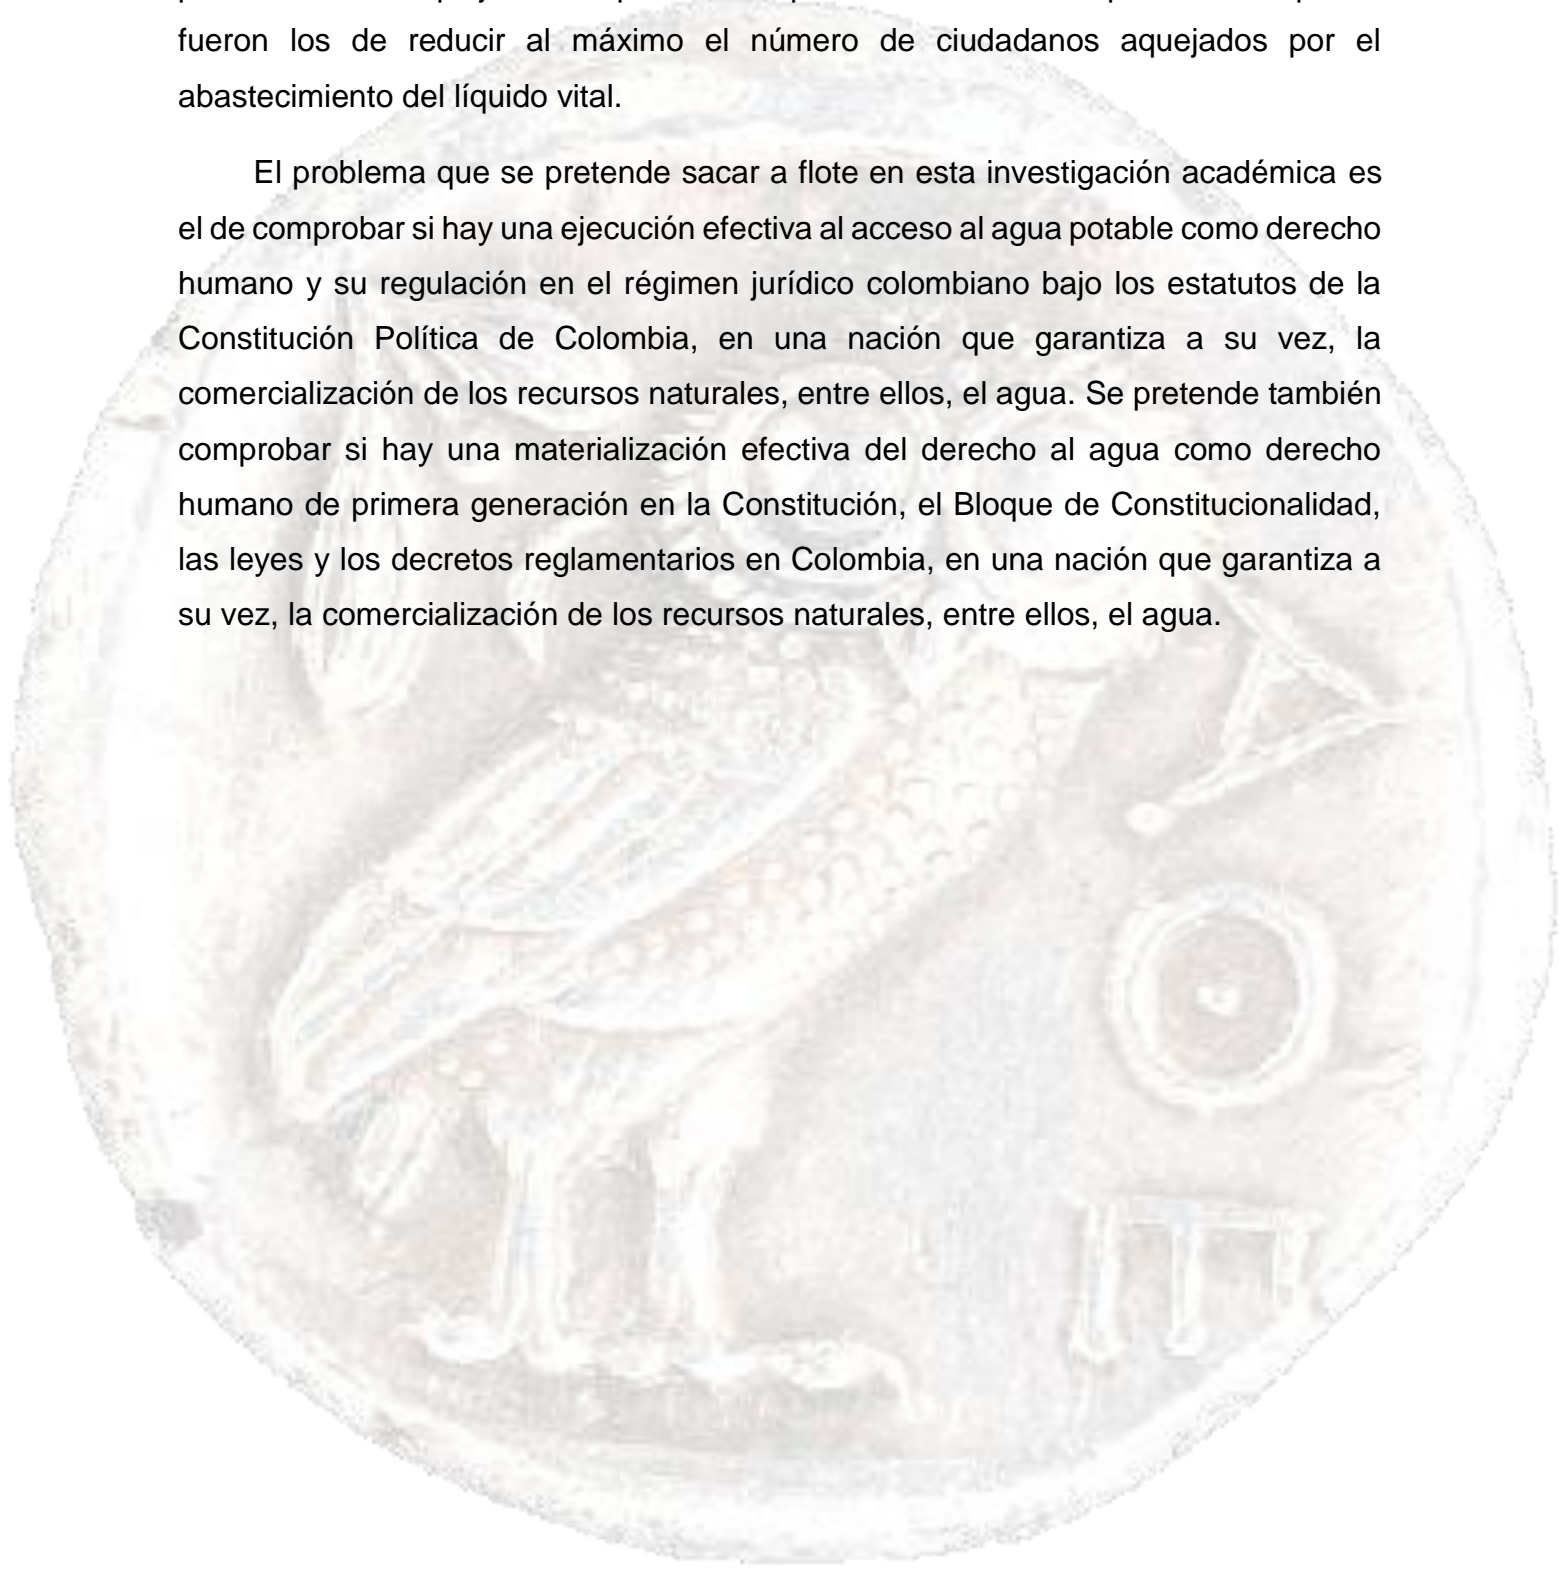 fueron los de reducir al máximo el número de ciudadanos aquejados por el
abastecimiento del líquido vital.
El problema que se pretende sacar a flote en esta investigación académica es
el de comprobar si hay una ejecución efectiva al acceso al agua potable como derecho
humano y su regulación en el régimen jurídico colombiano bajo los estatutos de la
Constitución Política de Colombia, en una nación que garantiza a su vez, la
comercialización de los recursos naturales, entre ellos, el agua. Se pretende también
comprobar si hay una materialización efectiva del derecho al agua como derecho
humano de primera generación en la Constitución, el Bloque de Constitucionalidad,
las leyes y los decretos reglamentarios en Colombia, en una nación que garantiza a
su vez, la comercialización de los recursos naturales, entre ellos, el agua.